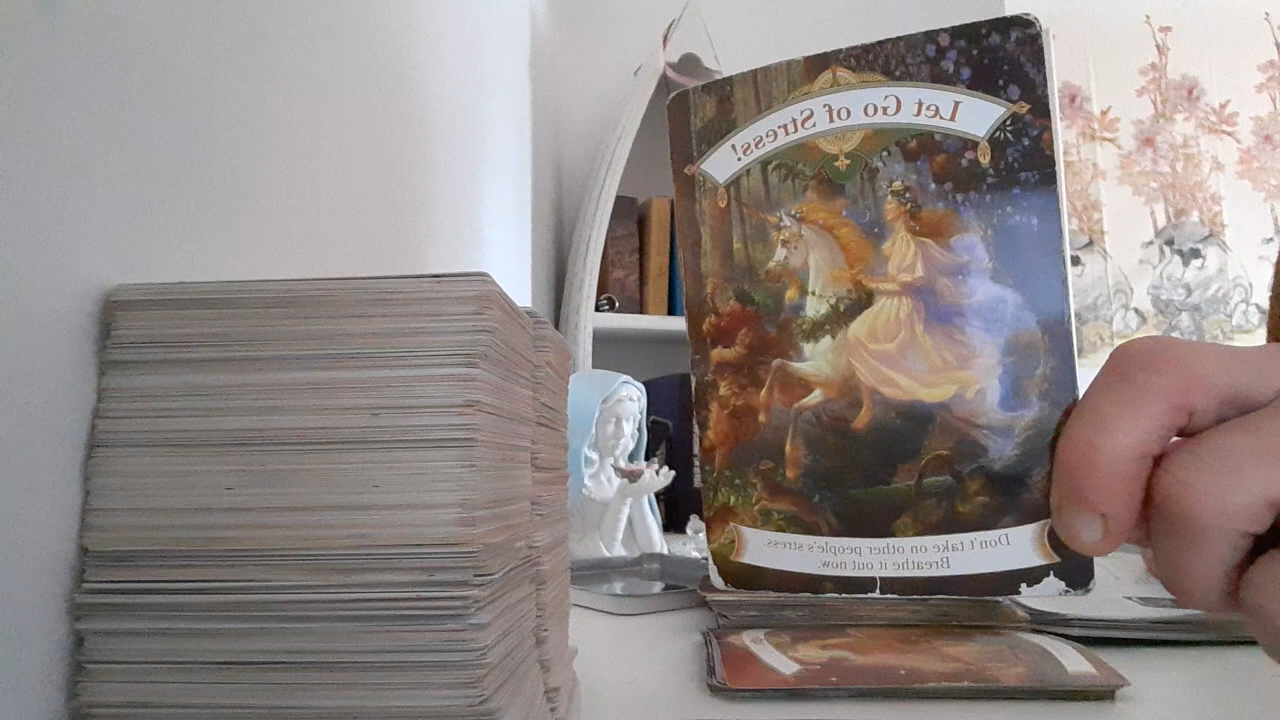 Let Go of Stress!
Don't take on other people's stress.
Breathe it out now.